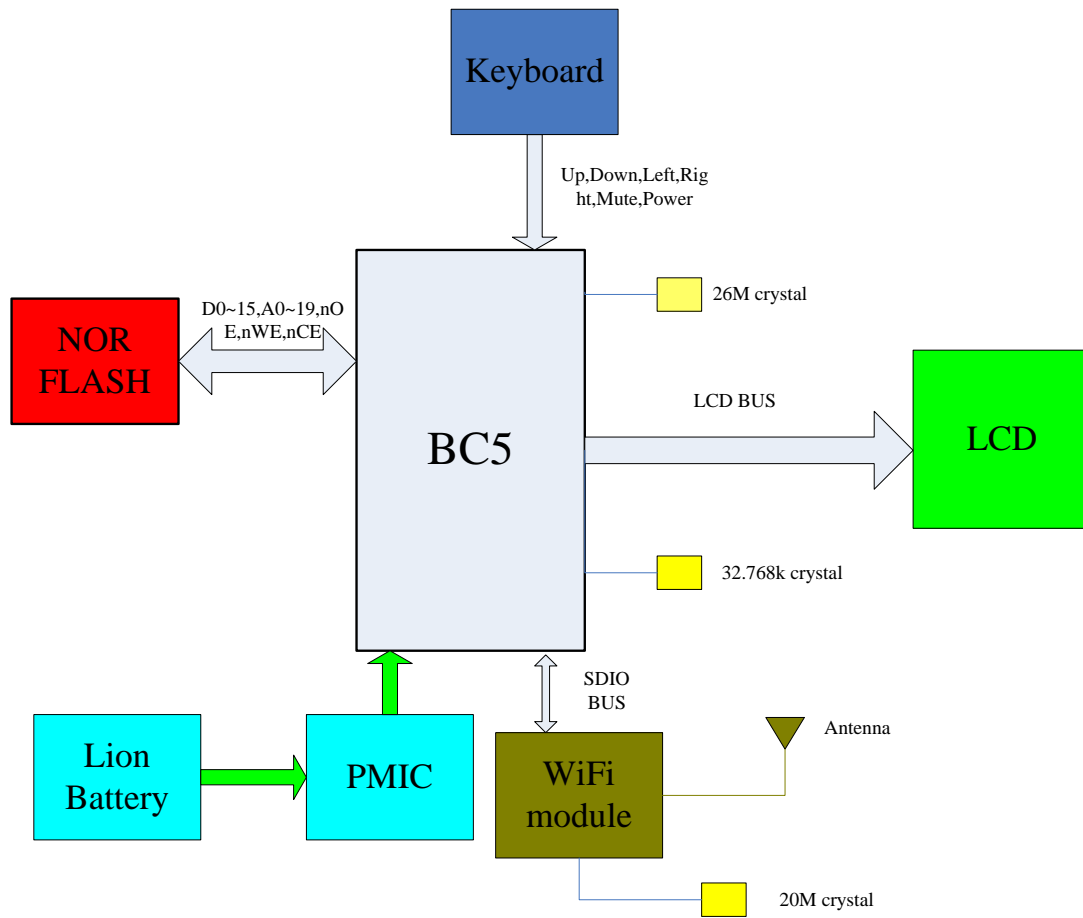 Keyboard
Up,Down,Left,Rig
ht,Mute,Power
26M crystal
D0~15,A0~19,nO
E,nWE,nCE
NOR
FLASH
LCD BUS
BC5
LCD
32.768k crystal
SDIO
BUS
Antenna
Lion
Battery
PMIC
WiFi
module
20M crystal